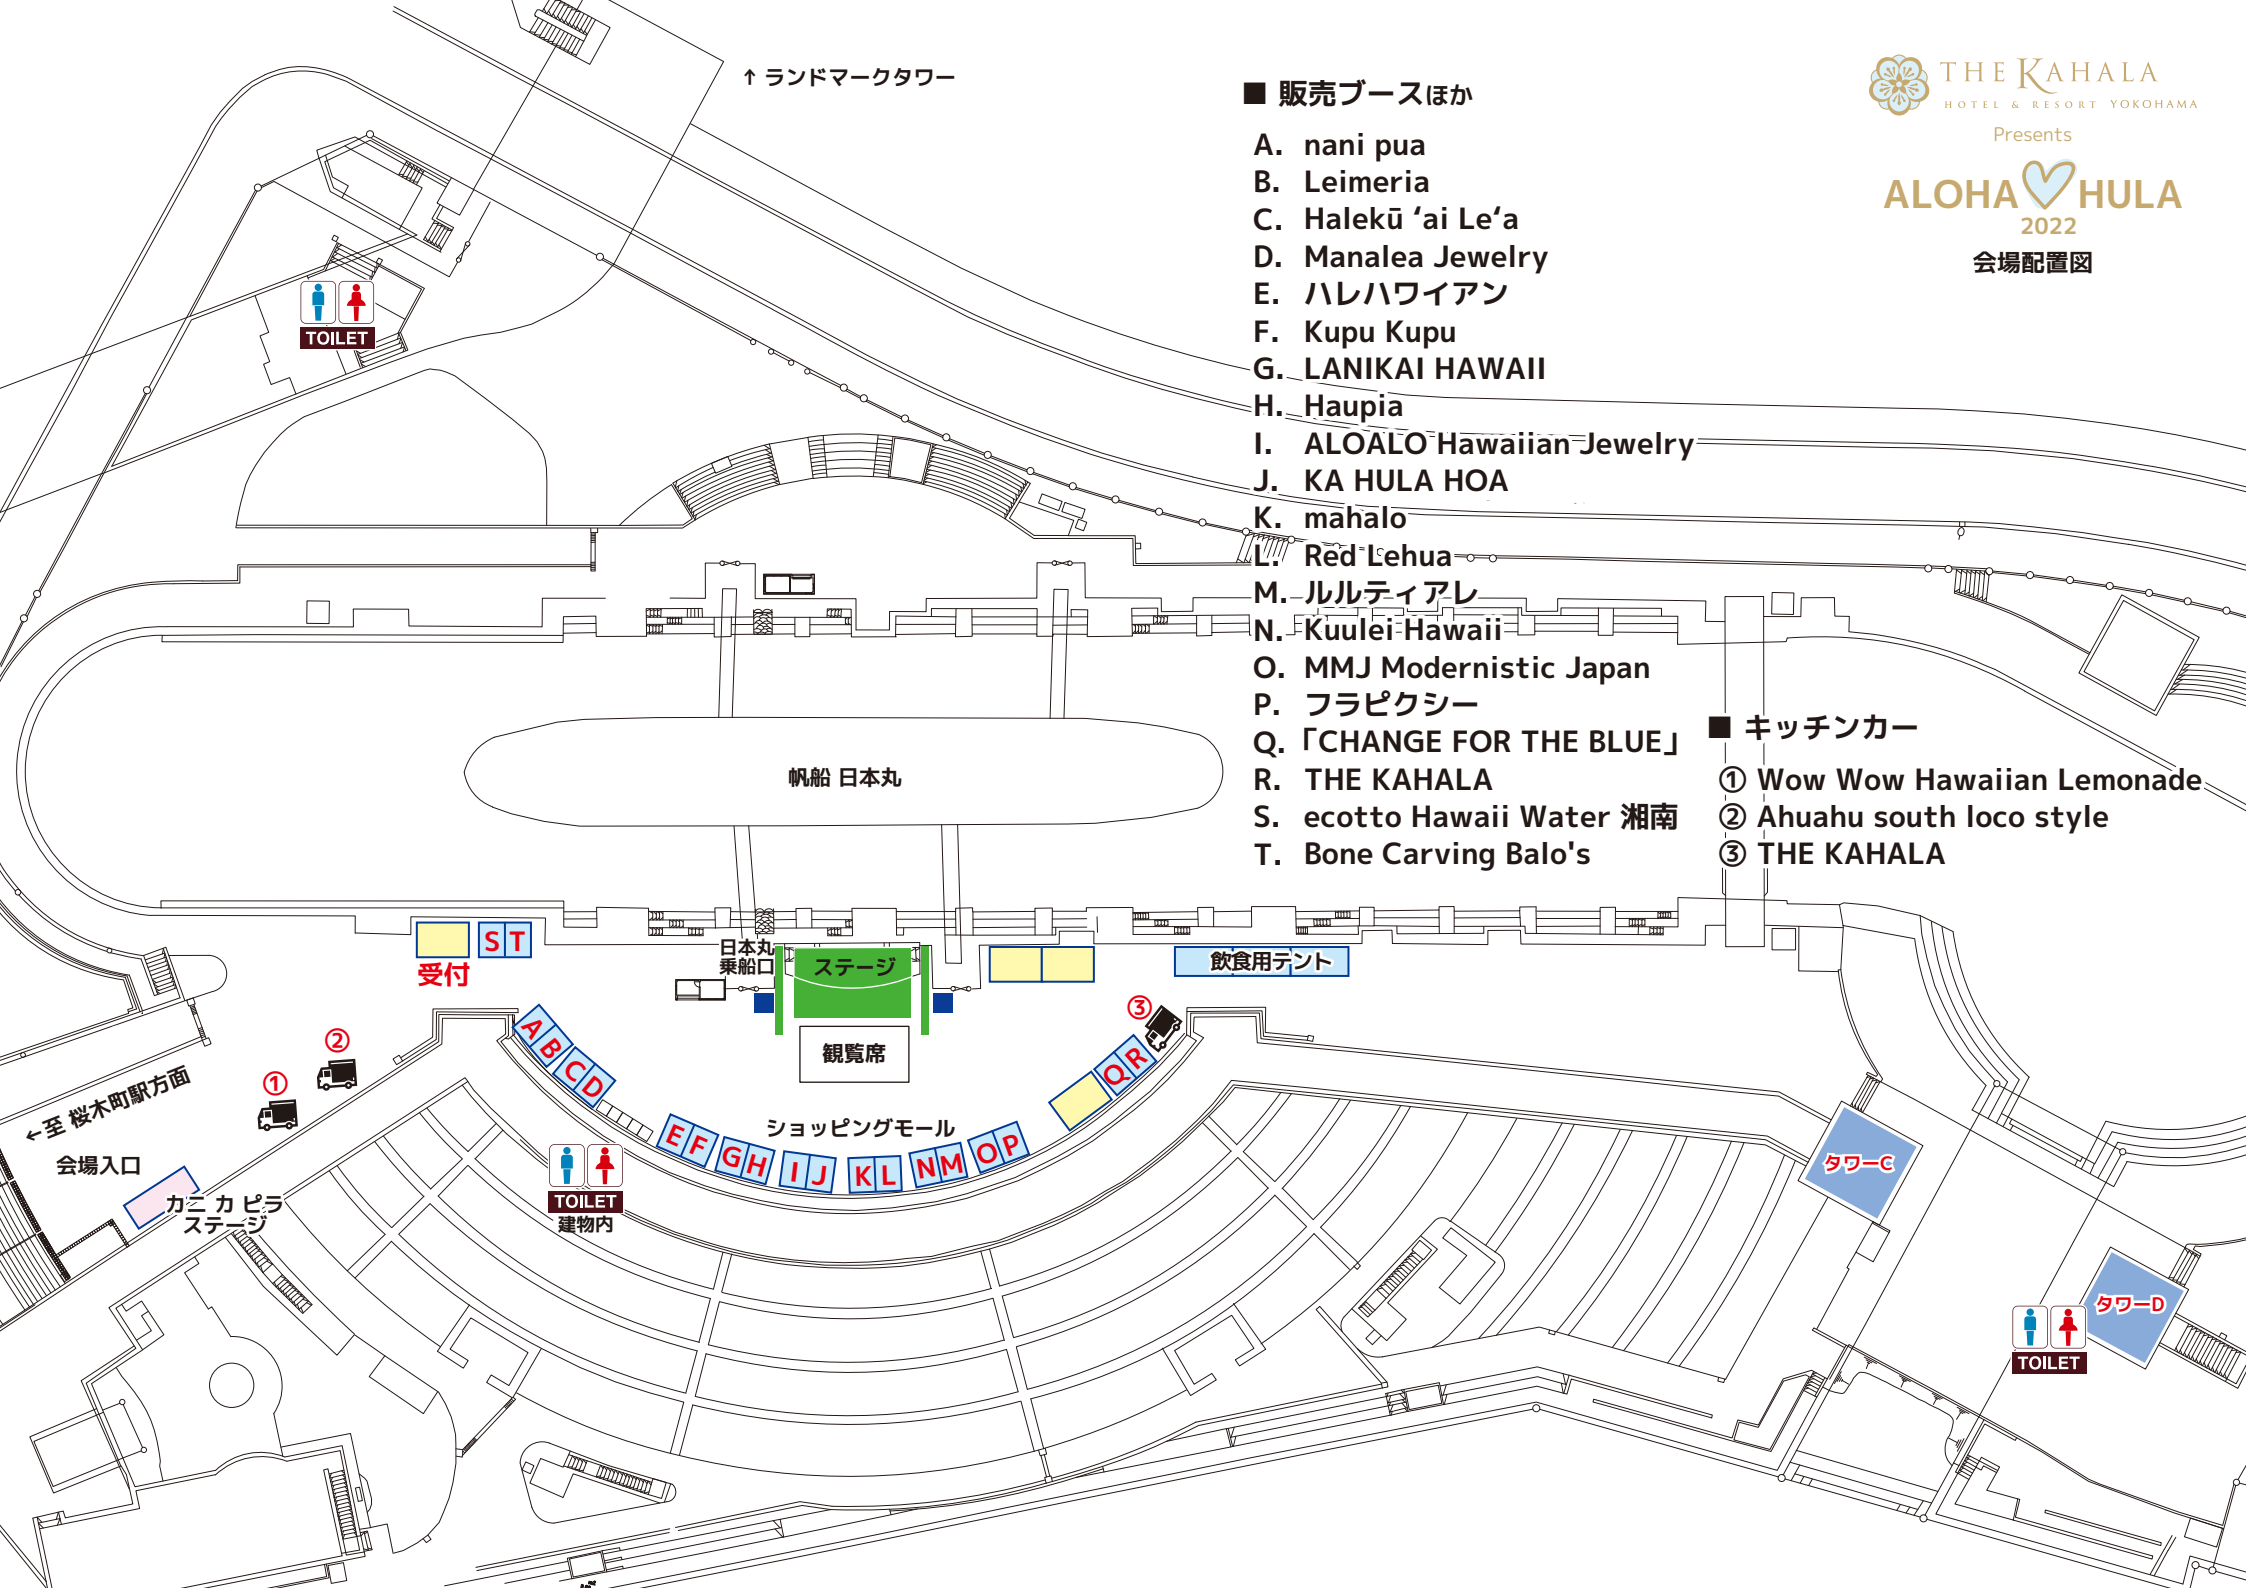 ↑ ランドマークタワー
THE KAHALA
HOTEL & RESORT YOKOHAMA
Presents
ALOHA HULA
2022
会場配置図
■ 販売ブースほか
A. nani pua
B. Leimeria
C. Halekū ‘ai Le‘a
D. Manalea Jewelry
E. ハレハワイアン
F. Kupu Kupu
G. LANIKAI HAWAII
H. Haupia
I. ALOALO Hawaiian Jewelry
J. KA HULA HOA
K. mahalo
L. Red Lehua
M. ルルティアレ
N. Kuulei Hawaii
O. MMJ Modernistic Japan
P. フラピクシー
Q. 「CHANGE FOR THE BLUE」
R. THE KAHALA
S. ecotto Hawaii Water 湘南
T. Bone Carving Balo's
■ キッチンカー
① Wow Wow Hawaiian Lemonade
② Ahuahu south loco style
③ THE KAHALA
TOILET
帆船 日本丸
S T
受付
日本丸
乗船口
ステージ
飲食用テント
観覧席
③
②
①
A B C D
E F G H I J K L N M O P
Q R
ショッピングモール
←至 桜木町駅方面
会場入口
カニ カ ピラ
ステージ
TOILET
建物内
タワーC
タワーD
TOILET